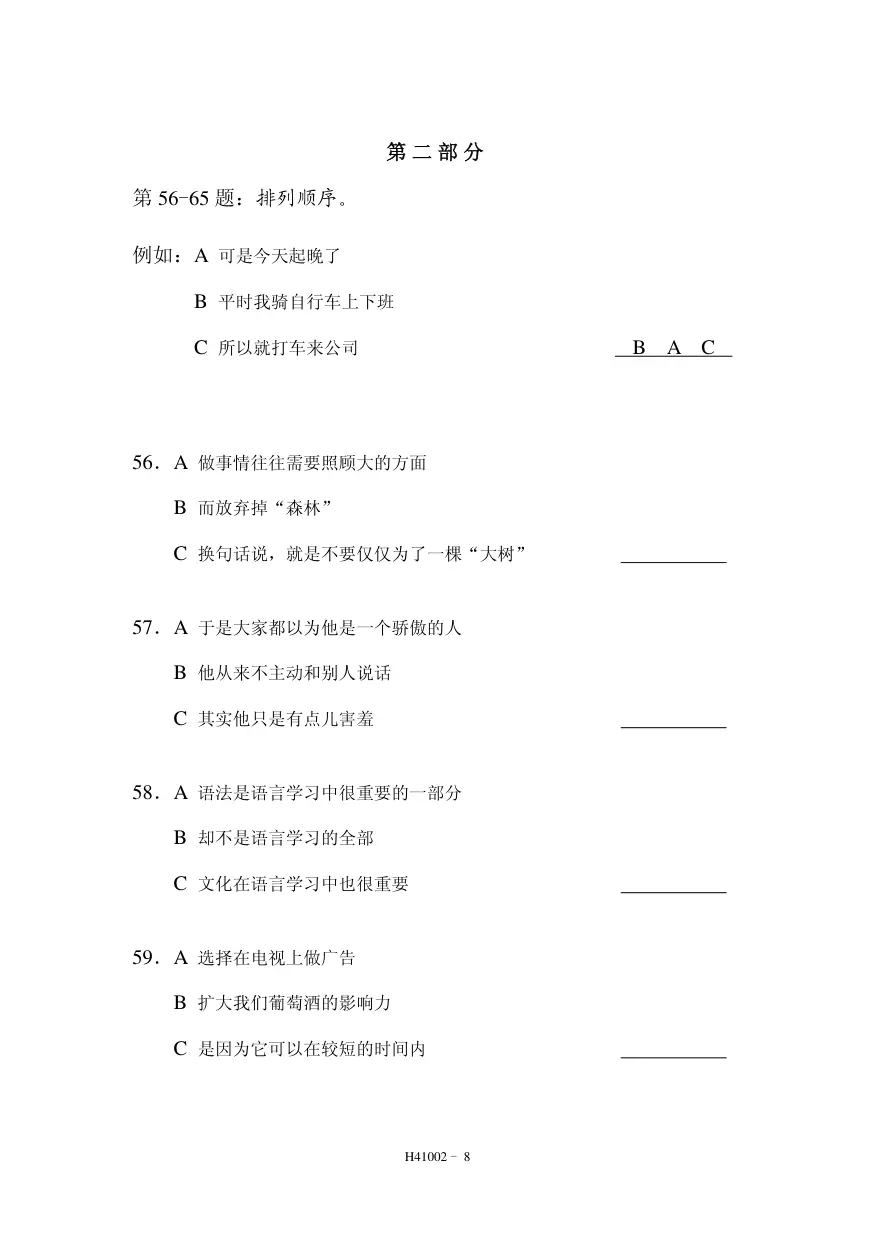 第 二 部 分
第 56-65 题：排列顺序。
例如：A 可是今天起晚了
B 平时我骑自行车上下班
C 所以就打车来公司 B A C
56．A 做事情往往需要照顾大的方面
B 而放弃掉“森林”
C 换句话说，就是不要仅仅为了一棵“大树”
57．A 于是大家都以为他是一个骄傲的人
B 他从来不主动和别人说话
C 其实他只是有点儿害羞
58．A 语法是语言学习中很重要的一部分
B 却不是语言学习的全部
C 文化在语言学习中也很重要
59．A 选择在电视上做广告
B 扩大我们葡萄酒的影响力
C 是因为它可以在较短的时间内
H41002 - 8